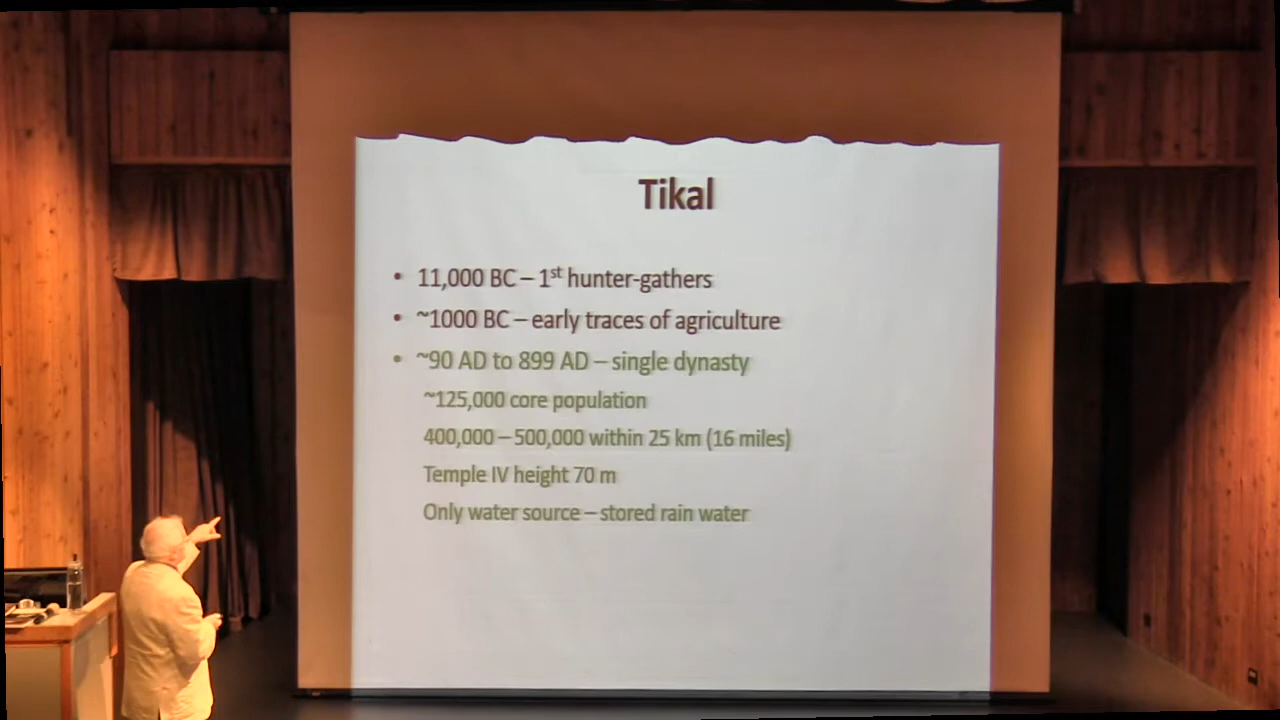 Tikal
• 11,000 BC – 1st hunter-gathers
• ~1000 BC – early traces of agriculture
• ~90 AD to 899 AD – single dynasty
~125,000 core population
400,000 – 500,000 within 25 km (16 miles)
Temple IV height 70 m
Only water source – stored rain water